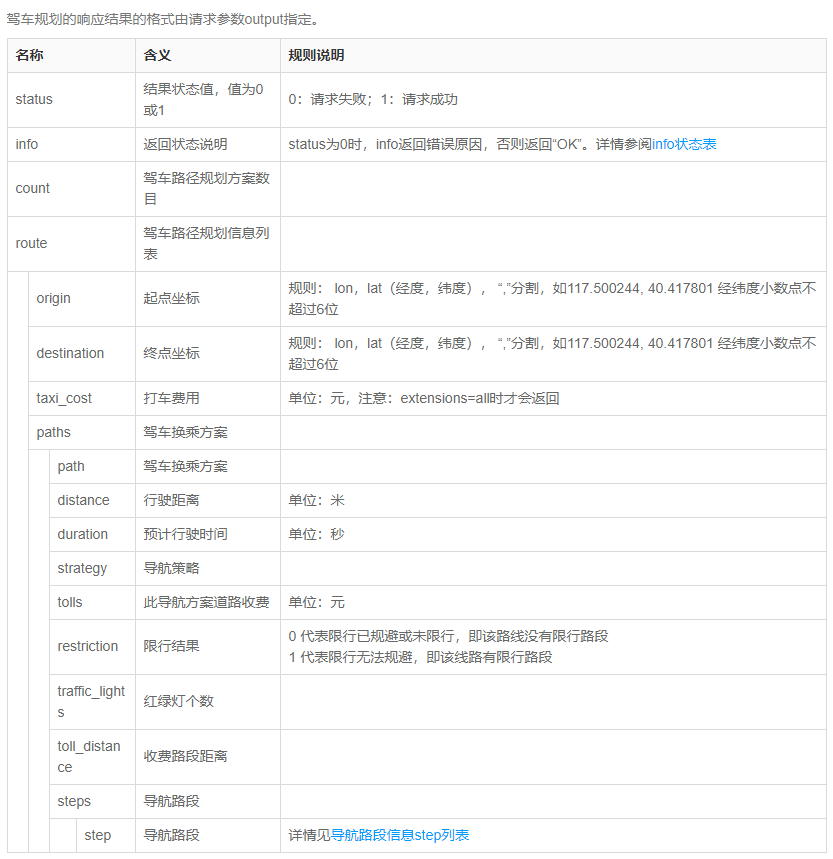 驾车规划的响应结果的格式由请求参数output指定。
名称 含义 规则说明
status 结果状态值，值为0
或1 0：请求失败；1：请求成功
info 返回状态说明 status为0时，info返回错误原因，否则返回“OK”。详情参阅info状态表
count 驾车路径规划方案数
目
route 驾车路径规划信息列
表
origin 起点坐标 规则： lon，lat（经度，纬度）， “,”分割，如117.500244, 40.417801 经纬度小数点不
超过6位
destination 终点坐标 规则： lon，lat（经度，纬度）， “,”分割，如117.500244, 40.417801 经纬度小数点不
超过6位
taxi_cost 打车费用 单位：元，注意：extensions=all时才会返回
paths 驾车换乘方案
path 驾车换乘方案
distance 行驶距离 单位：米
duration 预计行驶时间 单位：秒
strategy 导航策略
tolls 此导航方案道路收费 单位：元
restriction 限行结果 0 代表限行已规避或未限行，即该路线没有限行路段
1 代表限行无法规避，即该线路有限行路段
traffic_light
s 红绿灯个数
toll_distan
ce 收费路段距离
steps 导航路段
step 导航路段 详情见导航路段信息step列表